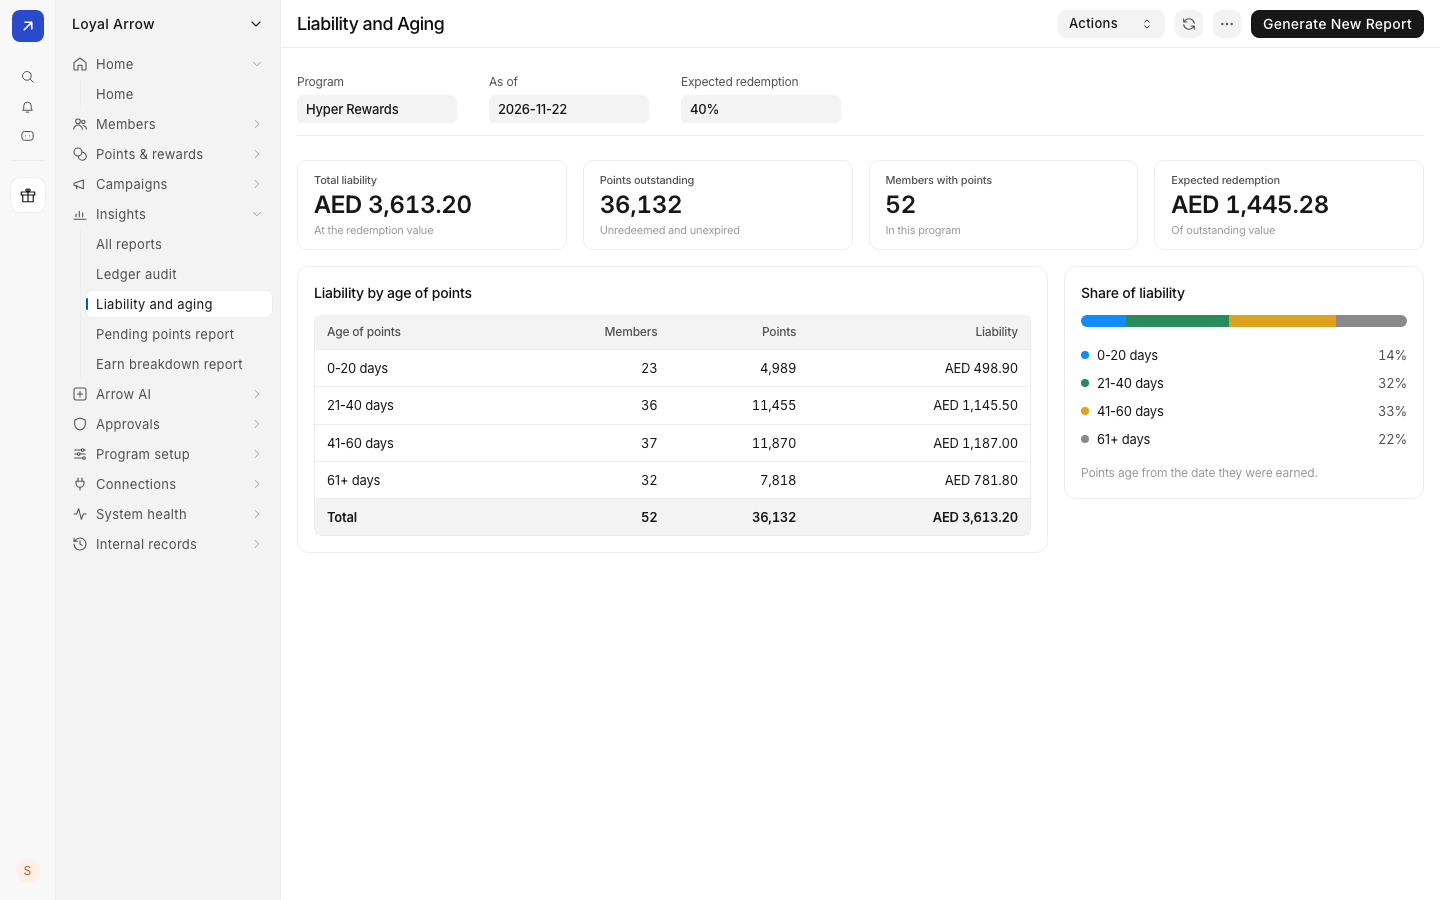 Loyal Arrow
Home
Home
Members
Points & rewards
Campaigns
Insights
All reports
Ledger audit
Liability and aging
Pending points report
Earn breakdown report
Arrow AI
Approvals
Program setup
Connections
System health
Internal records
S
Liability and Aging
Actions
Generate New Report
Program
As of
Expected redemption
Hyper Rewards
2026-11-22
40%
Total liability
AED 3,613.20
At the redemption value
Points outstanding
36,132
Unredeemed and unexpired
Members with points
52
In this program
Expected redemption
AED 1,445.28
Of outstanding value
Liability by age of points
Age of points Members Points Liability
0-20 days 23 4,989 AED 498.90
21-40 days 36 11,455 AED 1,145.50
41-60 days 37 11,870 AED 1,187.00
61+ days 32 7,818 AED 781.80
Total 52 36,132 AED 3,613.20
Share of liability
0-20 days 14%
21-40 days 32%
41-60 days 33%
61+ days 22%
Points age from the date they were earned.